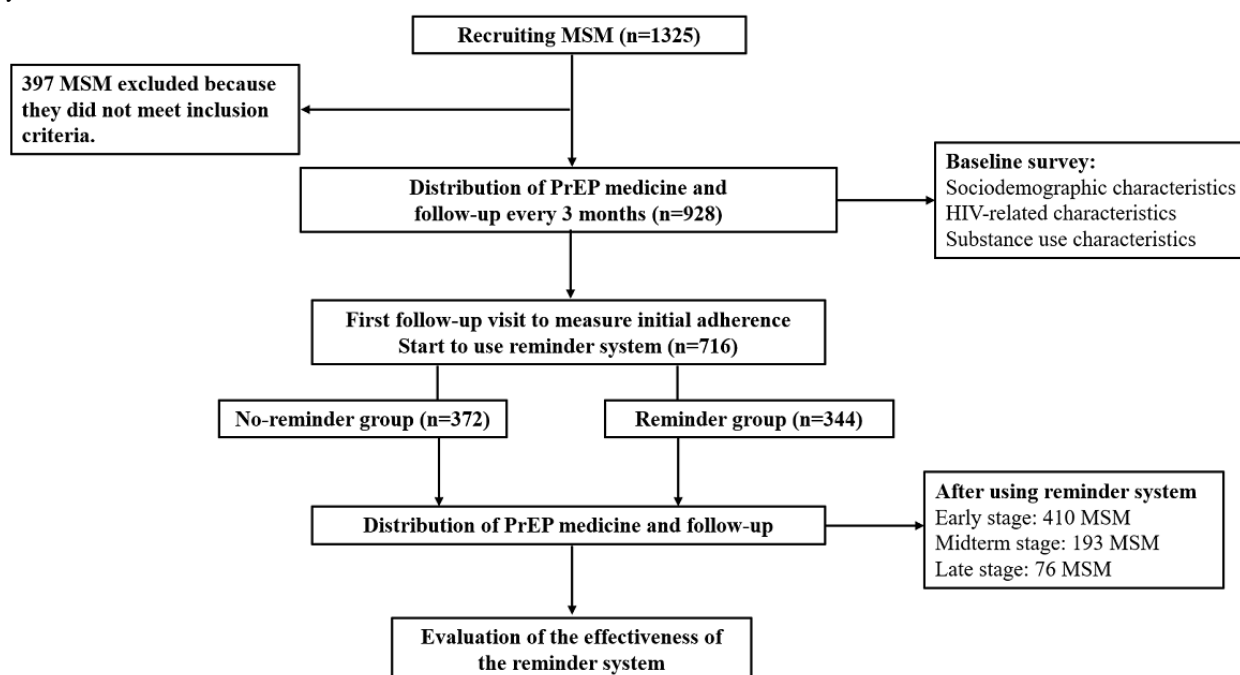 Recruiting MSM (n=1325)
397 MSM excluded because
they did not meet inclusion
criteria.
Distribution of PrEP medicine and
follow-up every 3 months (n=928)
Baseline survey:
Sociodemographic characteristics
HIV-related characteristics
Substance use characteristics
First follow-up visit to measure initial adherence
Start to use reminder system (n=716)
No-reminder group (n=372)
Reminder group (n=344)
Distribution of PrEP medicine and follow-up
After using reminder system
Early stage: 410 MSM
Midterm stage: 193 MSM
Late stage: 76 MSM
Evaluation of the effectiveness of
the reminder system